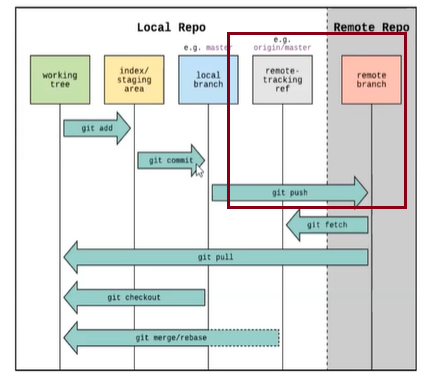 Local Repo
Remote Repo
e.g. master
e.g.
origin/master
working
tree
index/
staging
area
local
branch
remote-
tracking
ref
remote
branch
git add
git commit
git push
git fetch
git pull
git checkout
git merge/rebase